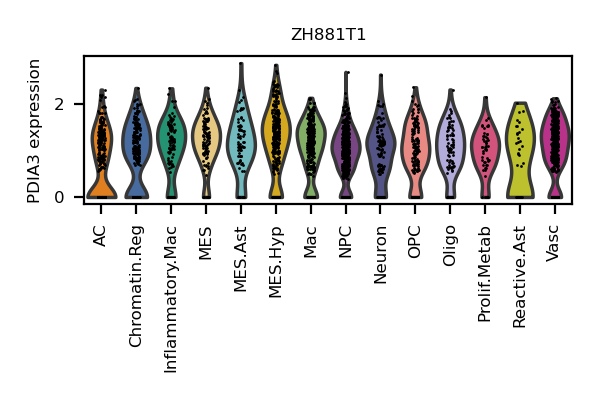 ZH881T1
PDIA3 expression
2
0
AC
Chromatin.Reg
Inflammatory.Mac
MES
MES.Ast
MES.Hyp
Mac
NPC
Neuron
OPC
Oligo
Prolif.Metab
Reactive.Ast
Vasc